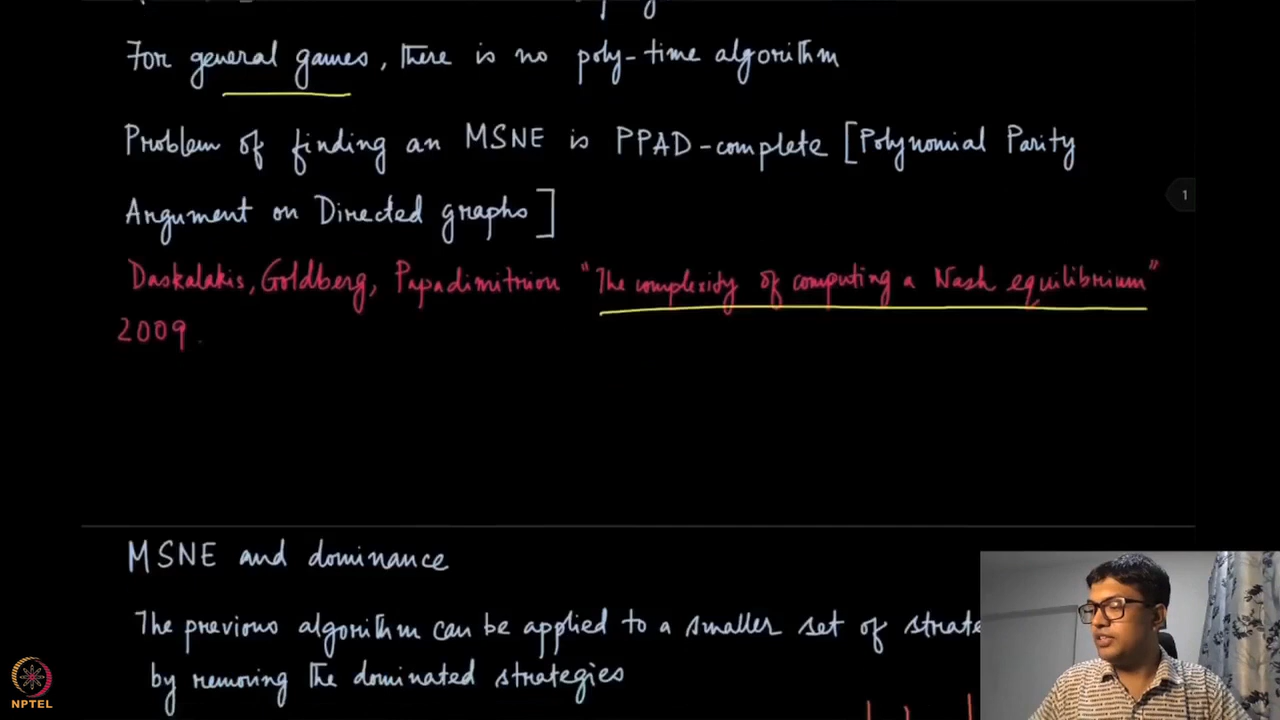 For general games, there is no poly-time algorithm
Problem of finding an MSNE is PPAD-complete [Polynomial Parity
Argument on Directed graphs]
1
Daskalakis, Goldberg, Papadimitriou "The complexity of computing a Nash equilibrium"
2009.
MSNE and dominance
The previous algorithm can be applied to a smaller set of strate
by removing the dominated strategies
NPTEL